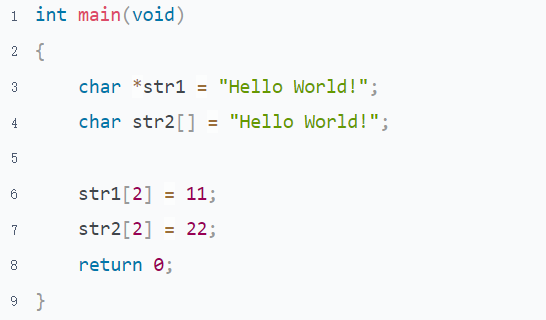 1 int main(void)
2 {
3     char *str1 = "Hello World!";
4     char str2[] = "Hello World!";
5
6     str1[2] = 11;
7     str2[2] = 22;
8     return 0;
9 }